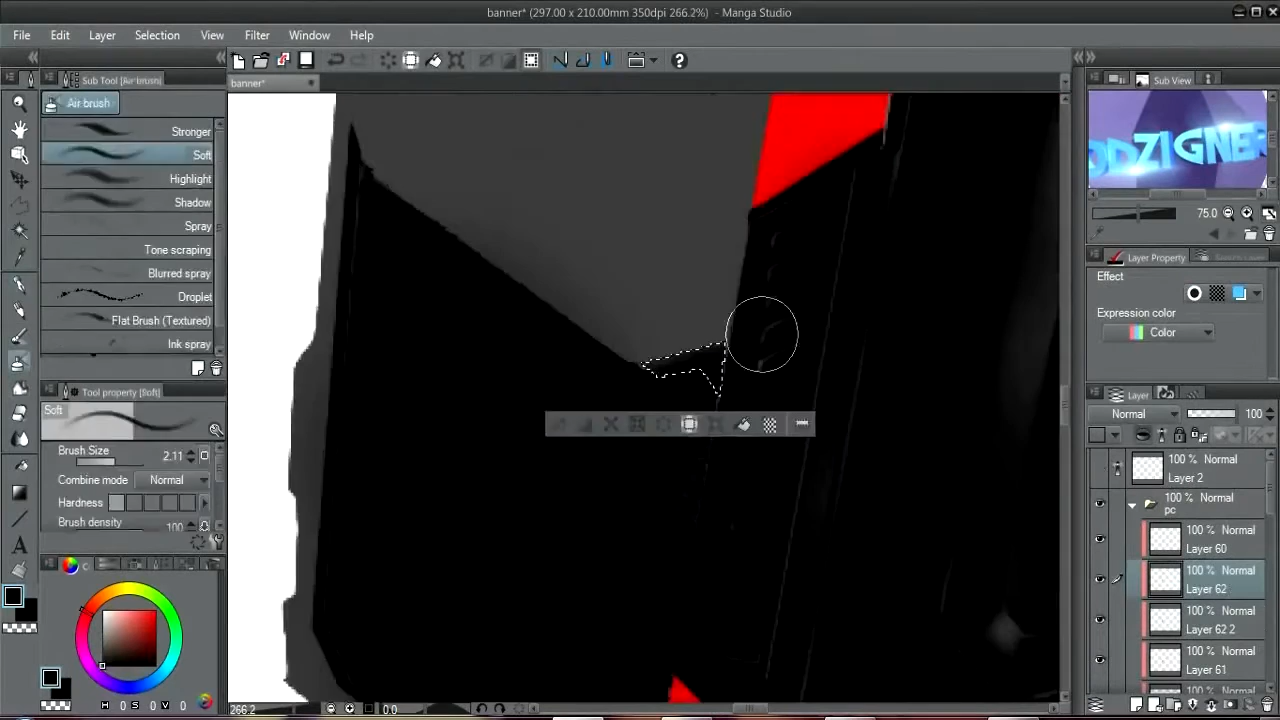 banner* (297.00 x 210.00mm 350dpi 266.2%) - Manga Studio
File Edit Layer Selection View Filter Window Help
Sub Tool [Air brush]
banner*
Sub View
Air brush
Stronger
Soft
Highlight
Shadow
Spray
Tone scraping
Blurred spray
Droplet
Flat Brush (Textured)
Ink spray
Tool property [Soft]
Soft
Brush Size 2.11
Combine mode Normal
Hardness
Brush density 100
H 0 S 0 V 0
266.2 0.0
ODZIGNER
75.0
Layer Property
Effect
Expression color
Color
Layer
Normal 100
100 % Normal
Layer 2
100 % Normal
pc
100 % Normal
Layer 60
100 % Normal
Layer 62
100 % Normal
Layer 62 2
100 % Normal
Layer 61
100 % Normal